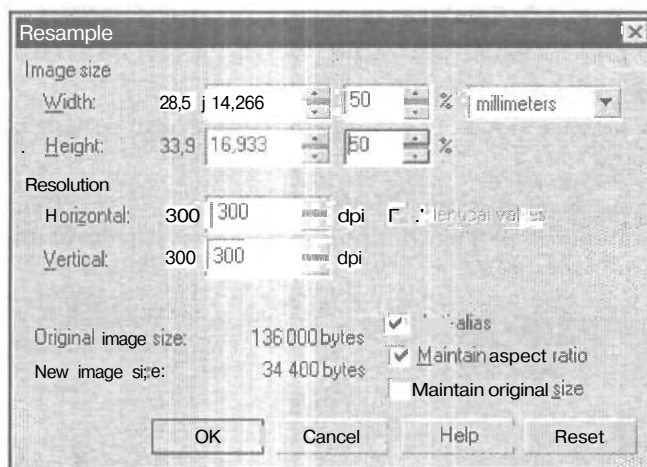 Resample
Image size
Width: 28,5 j 14,266 50 % millimeters
. Height: 33,9 16,933 50 %
Resolution
Horizontal: 300 300 dpi Γ .' values
Vertical: 300 300 dpi
alias
Original image size: 136 000 bytes
Maintain aspect ratio
New image si;e: 34 400 bytes
Maintain original size
OK Cancel Help Reset